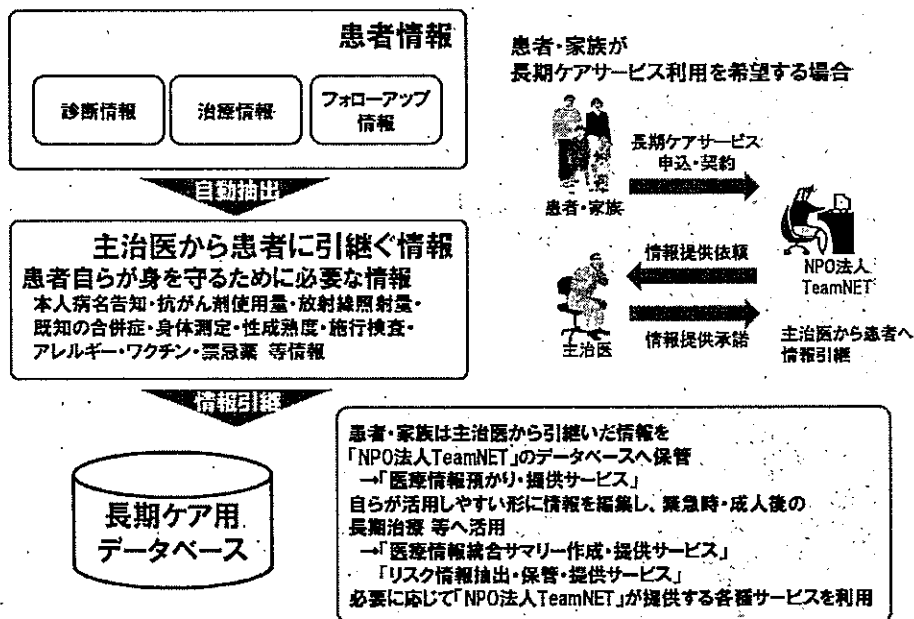 患者情報
診断情報
治療情報
フォローアップ
情報
自動抽出
主治医から患者に引継ぐ情報
患者自らが身を守るために必要な情報
本人病名告知・抗がん剤使用量・放射線照射量・
既知の合併症・身体測定・性成熟度・施行検査・
アレルギー・ワクチン・禁忌薬 等情報
情報引継
長期ケア用
データベース
患者・家族が
長期ケアサービス利用を希望する場合
長期ケアサービス
申込・契約
患者・家族
情報提供依頼
NPO法人
TeamNET
主治医
情報提供承諾
主治医から患者へ
情報引継
患者・家族は主治医から引継いだ情報を
「NPO法人TeamNET」のデータベースへ保管
→「医療情報預かり・提供サービス」
自らが活用しやすい形に情報を編集し、緊急時・成人後の
長期治療 等へ活用
→「医療情報統合サマリー作成・提供サービス」
「リスク情報抽出・保管・提供サービス」
必要に応じて「NPO法人TeamNET」が提供する各種サービスを利用